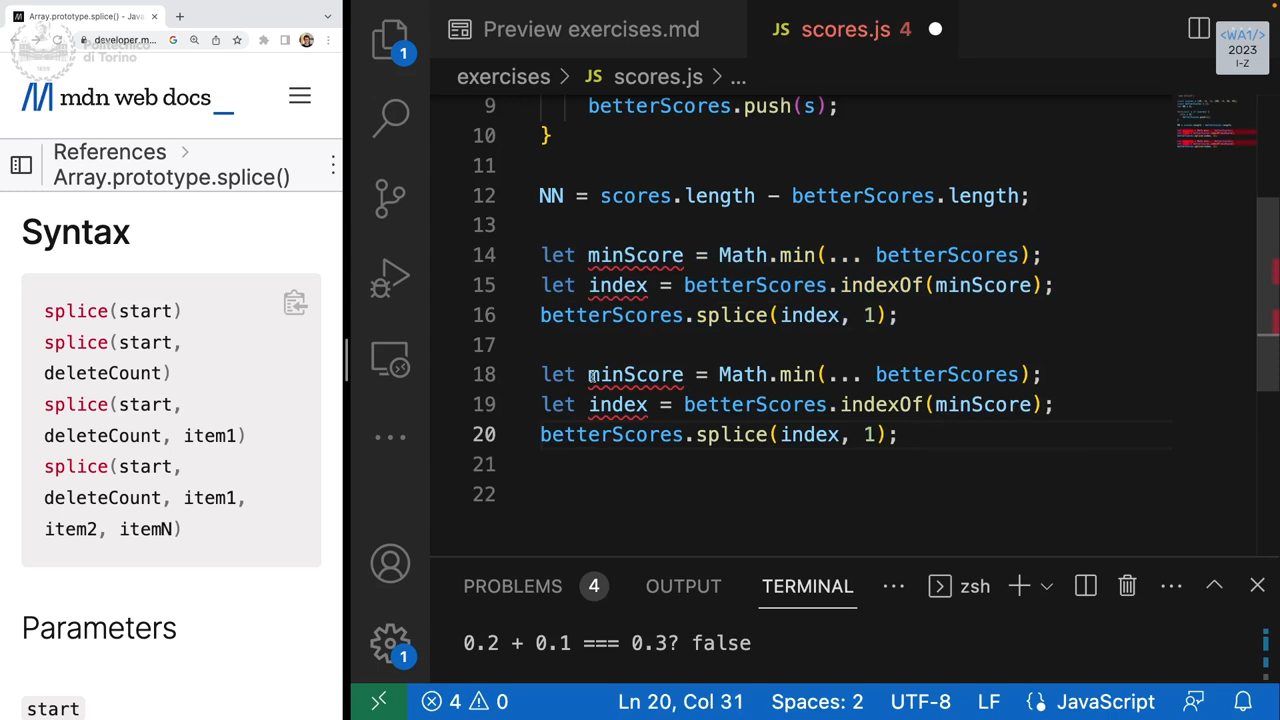 Array.prototype.splice() - Java
developer.m...
Politecnico
di Torino
mdn web docs_
References >
Array.prototype.splice()
Syntax
splice(start)
splice(start,
deleteCount)
splice(start,
deleteCount, item1)
splice(start,
deleteCount, item1,
item2, itemN)
Parameters
start
Preview exercises.md
JS scores.js 4
<WA1/>
2023
I-Z
exercises > JS scores.js > ...
9 betterScores.push(s);
10 }
11
12 NN = scores.length - betterScores.length;
13
14 let minScore = Math.min(... betterScores);
15 let index = betterScores.indexOf(minScore);
16 betterScores.splice(index, 1);
17
18 let minScore = Math.min(... betterScores);
19 let index = betterScores.indexOf(minScore);
20 betterScores.splice(index, 1);
21
22
1
1
PROBLEMS 4 OUTPUT TERMINAL ... zsh
0.2 + 0.1 === 0.3? false
4 0 Ln 20, Col 31 Spaces: 2 UTF-8 LF JavaScript